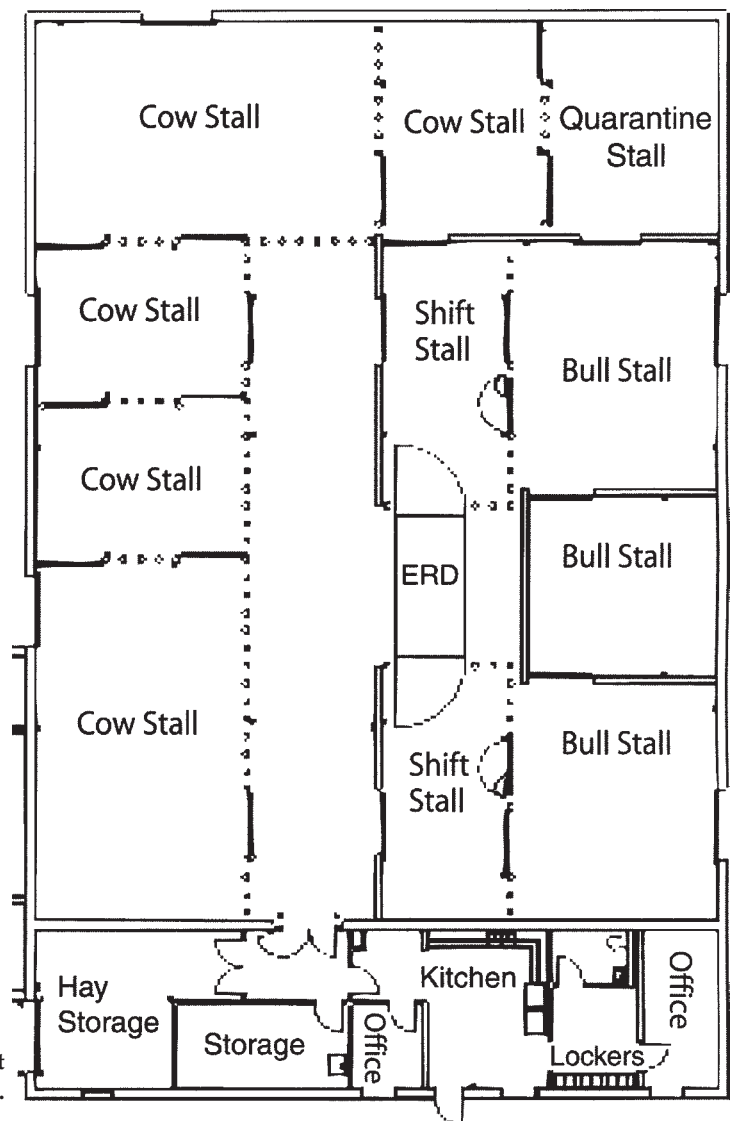 Cow Stall
Cow Stall
Quarantine
Stall
Cow Stall
Shift
Stall
Bull Stall
Cow Stall
ERD
Bull Stall
Cow Stall
Shift
Stall
Bull Stall
Hay
Storage
Storage
Office
Kitchen
Lockers
Office
t
.